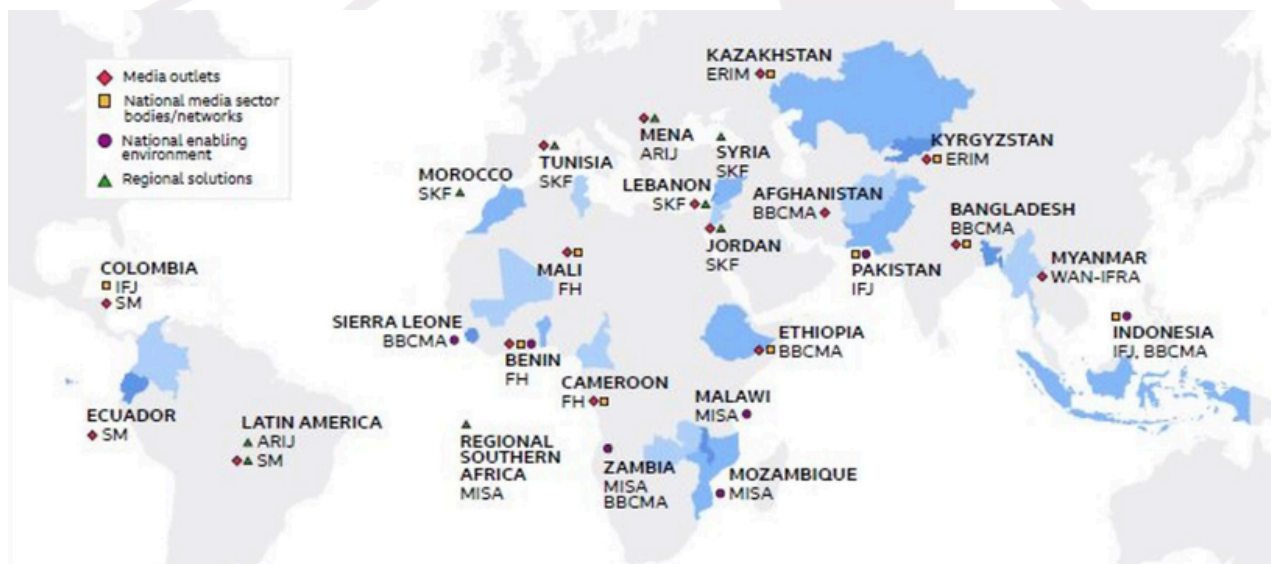 Media outlets
National media sector
bodies/networks
National enabling
environment
Regional solutions
KAZAKHSTAN
ERIM
KYRGYZSTAN
ERIM
MENA
ARIJ
SYRIA
SKF
TUNISIA
SKF
MOROCCO
SKF
LEBANON
SKF
AFGHANISTAN
BBCMA
BANGLADESH
BBCMA
JORDAN
SKF
PAKISTAN
IFJ
MYANMAR
WAN-IFRA
COLOMBIA
IFJ
SM
MALI
FH
SIERRA LEONE
BBCMA
BENIN
FH
ETHIOPIA
BBCMA
INDONESIA
IFJ, BBCMA
CAMEROON
FH
MALAWI
MISA
ECUADOR
SM
LATIN AMERICA
ARIJ
SM
REGIONAL
SOUTHERN
AFRICA
MISA
ZAMBIA
MISA
BBCMA
MOZAMBIQUE
MISA